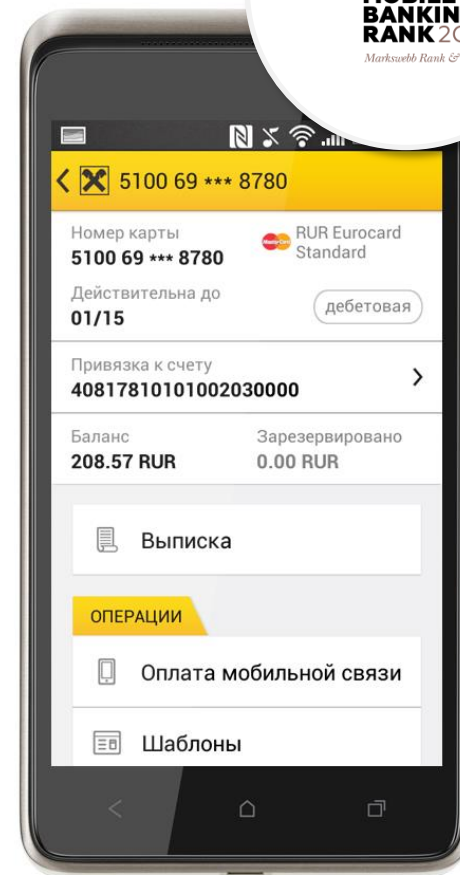 BANKIN
RANK 20
Markswebb Rank &
5100 69 *** 8780
Номер карты
5100 69 *** 8780
RUR Eurocard
Standard
Действительна до
01/15
дебетовая
Привязка к счету
40817810101002030000
Баланс
208.57 RUR
Зарезервировано
0.00 RUR
Выписка
ОПЕРАЦИИ
Оплата мобильной связи
Шаблоны